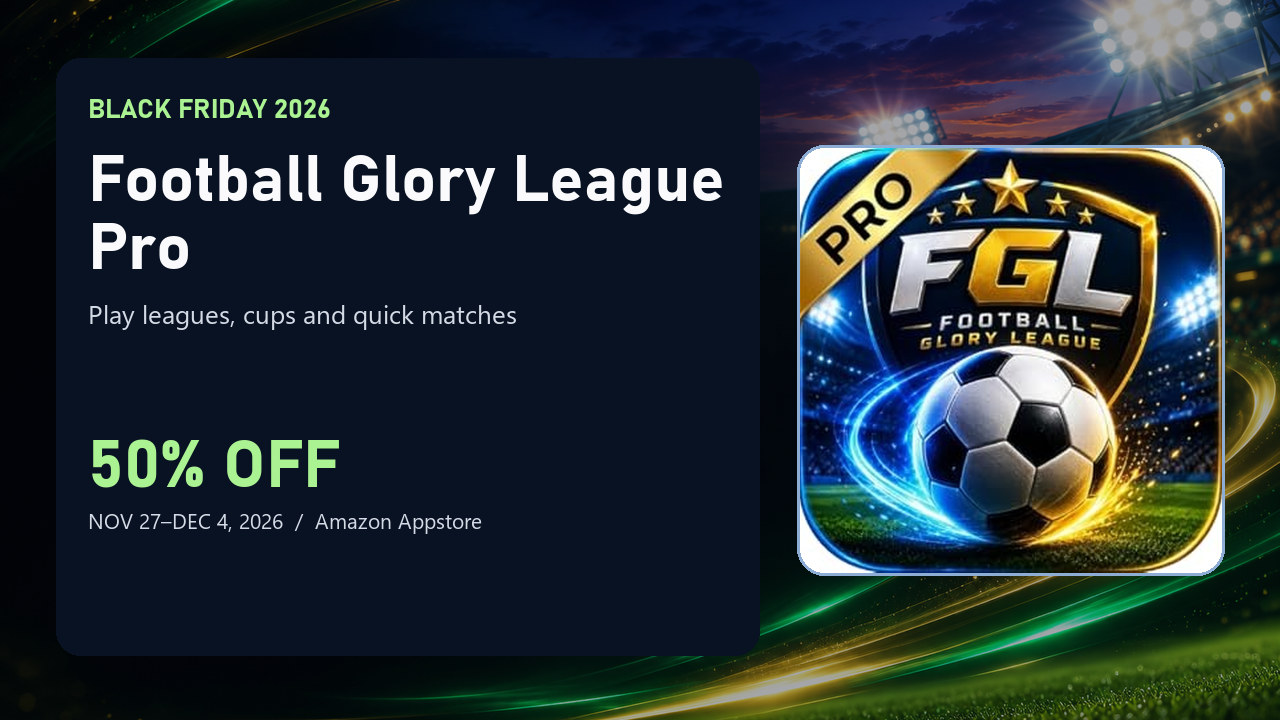 BLACK FRIDAY 2026
Football Glory League
Pro
Play leagues, cups and quick matches
50% OFF
NOV 27–DEC 4, 2026 / Amazon Appstore
PRO
FGL
FOOTBALL
GLORY LEAGUE